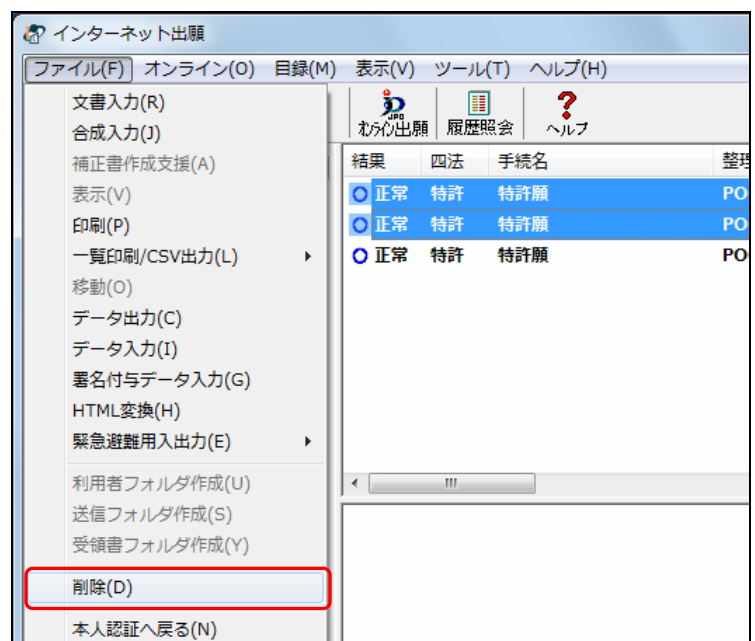 インターネット出願
ファイル(F) オンライン(O) 目録(M) 表示(V) ツール(T) ヘルプ(H)
文書入力(R)
合成入力(J)
補正書作成支援(A)
表示(V)
印刷(P)
一覧印刷/CSV出力(L)
移動(O)
データ出力(C)
データ入力(I)
署名付与データ入力(G)
HTML変換(H)
緊急避難用入出力(E)
利用者フォルダ作成(U)
送信フォルダ作成(S)
受領書フォルダ作成(Y)
削除(D)
本人認証へ戻る(N)
JPO
オンライン出願 履歴照会 ヘルプ
結果 四法 手続名 整理
正常 特許 特許願 PO
正常 特許 特許願 PO
正常 特許 特許願 PO